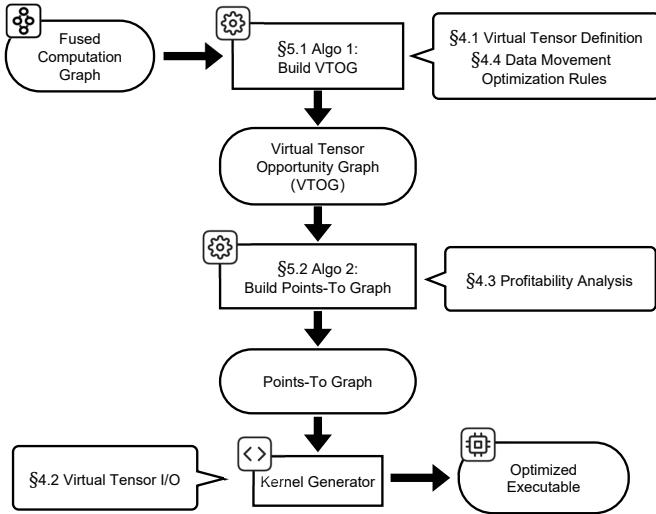 Fused
Computation
Graph
§5.1 Algo 1:
Build VTOG
§4.1 Virtual Tensor Definition
§4.4 Data Movement
Optimization Rules
Virtual Tensor
Opportunity Graph
(VTOG)
§5.2 Algo 2:
Build Points-To Graph
§4.3 Profitability Analysis
Points-To Graph
§4.2 Virtual Tensor I/O
Kernel Generator
Optimized
Executable